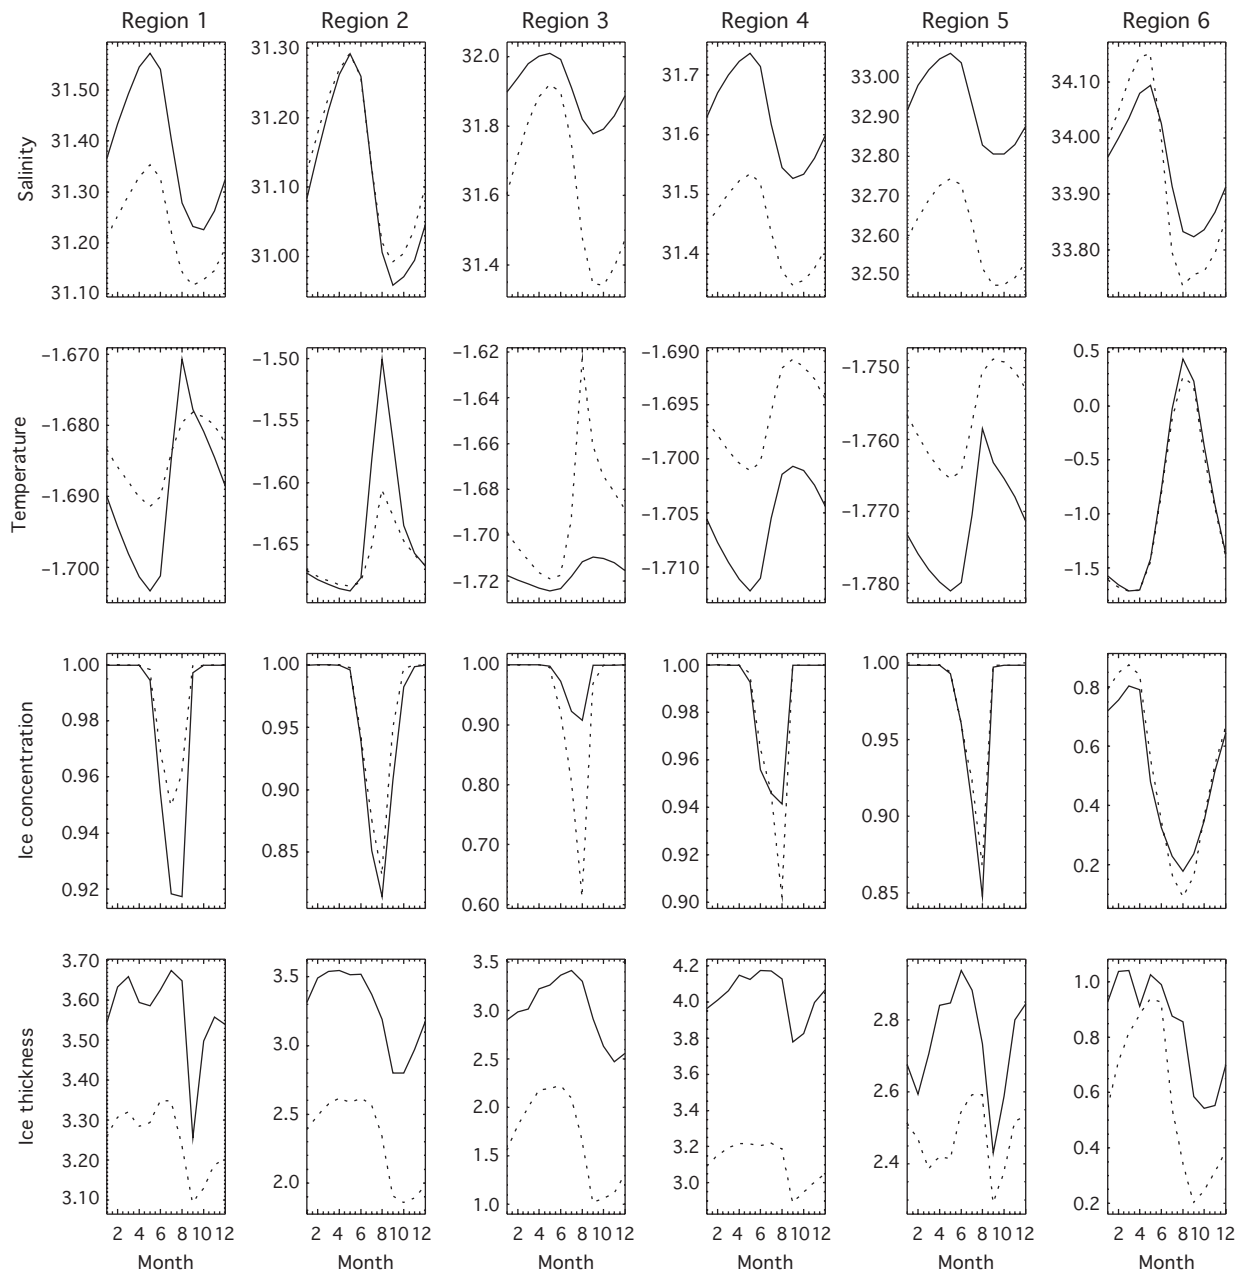 Region 1 Region 2 Region 3 Region 4 Region 5 Region 6
Salinity
31.50 31.40 31.30 31.20 31.10
31.30 31.20 31.10 31.00
32.0 31.8 31.6 31.4
31.7 31.6 31.5 31.4
33.00 32.90 32.80 32.70 32.60 32.50
34.10 34.00 33.90 33.80
Temperature
−1.670 −1.680 −1.690 −1.700
−1.50 −1.55 −1.60 −1.65
−1.62 −1.64 −1.66 −1.68 −1.70 −1.72
−1.690 −1.695 −1.700 −1.705 −1.710
−1.750 −1.760 −1.770 −1.780
0.5 0.0 −0.5 −1.0 −1.5
Ice concentration
1.00 0.98 0.96 0.94 0.92
1.00 0.95 0.90 0.85
1.00 0.90 0.80 0.70 0.60
1.00 0.98 0.96 0.94 0.92 0.90
1.00 0.95 0.90 0.85
0.8 0.6 0.4 0.2
Ice thickness
3.70 3.60 3.50 3.40 3.30 3.20 3.10
3.5 3.0 2.5 2.0
3.5 3.0 2.5 2.0 1.5 1.0
4.2 4.0 3.8 3.6 3.4 3.2 3.0
2.8 2.6 2.4
1.0 0.8 0.6 0.4 0.2
2 4 6 8 10 12 2 4 6 8 10 12 2 4 6 8 10 12 2 4 6 8 10 12 2 4 6 8 10 12 2 4 6 8 10 12
Month Month Month Month Month Month